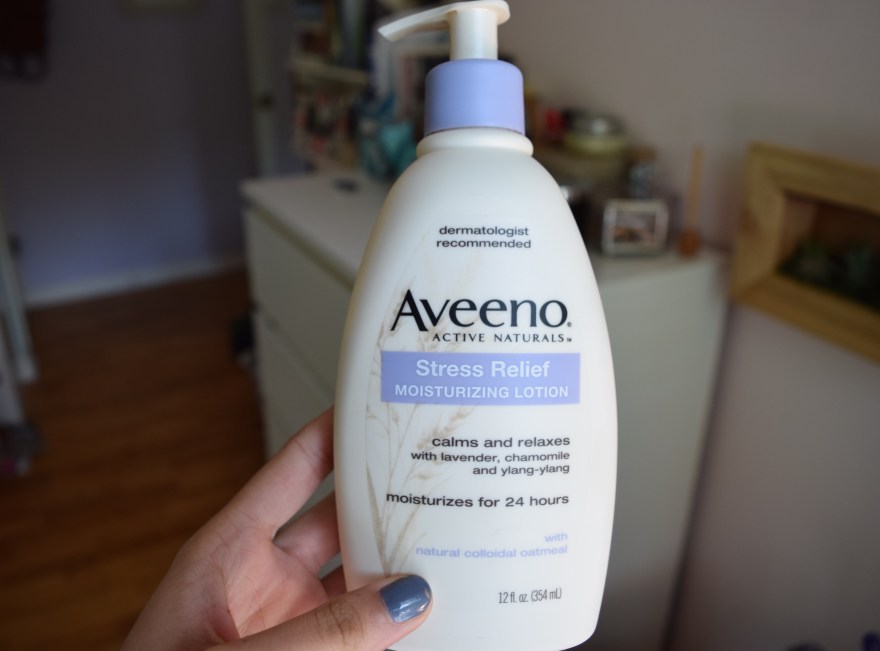 dermatologist
recommended
Aveeno®
ACTIVE NATURALS™
Stress Relief
MOISTURIZING LOTION
calms and relaxes
with lavender, chamomile
and ylang-ylang
moisturizes for 24 hours
with
natural colloidal oatmeal
12 fl. oz. (354 mL)